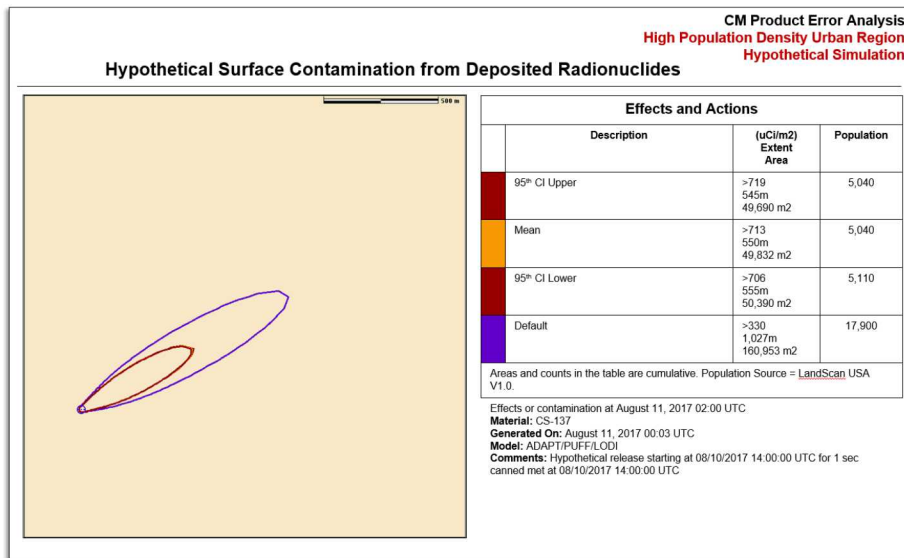 CM Product Error Analysis
High Population Density Urban Region
Hypothetical Simulation
Hypothetical Surface Contamination from Deposited Radionuclides
500 m
Effects and Actions
Description
(uCi/m2)
Extent
Area
Population
95th CI Upper
>719
545m
49,690 m2
5,040
Mean
>713
550m
49,832 m2
5,040
95th CI Lower
>706
555m
50,390 m2
5,110
Default
>330
1,027m
160,953 m2
17,900
Areas and counts in the table are cumulative. Population Source = LandScan USA
V1.0.
Effects or contamination at August 11, 2017 02:00 UTC
Material: CS-137
Generated On: August 11, 2017 00:03 UTC
Model: ADAPT/PUFF/LODI
Comments: Hypothetical release starting at 08/10/2017 14:00:00 UTC for 1 sec
canned met at 08/10/2017 14:00:00 UTC